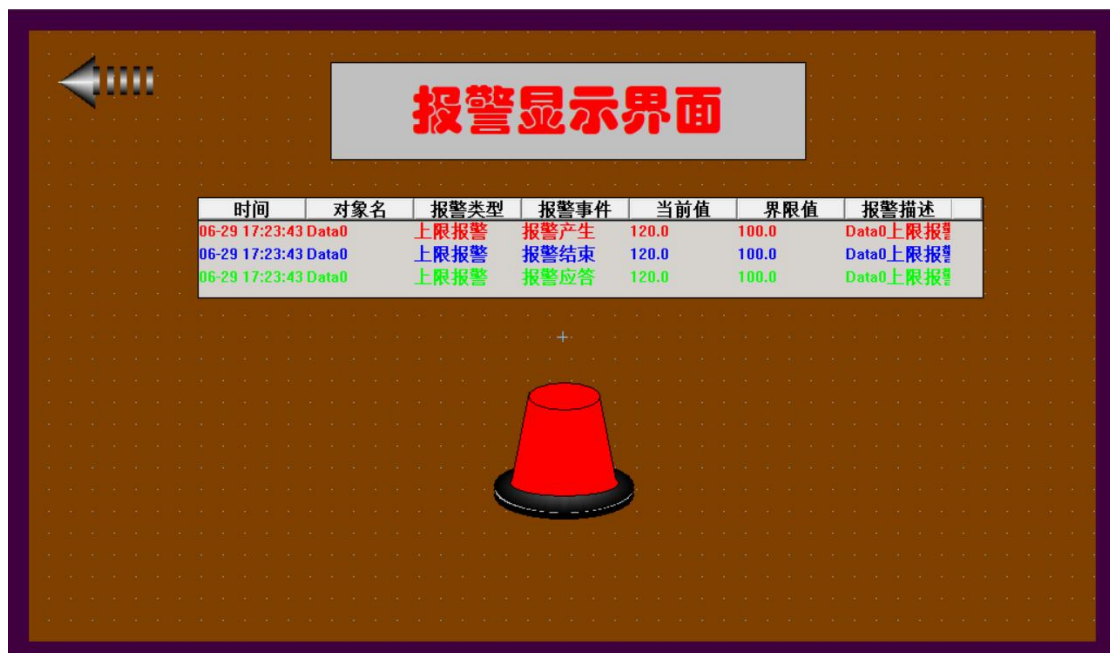 报警显示界面
时间 对象名 报警类型 报警事件 当前值 界限值 报警描述
06-29 17:23:43 Data0 上限报警 报警产生 120.0 100.0 Data0上限报警
06-29 17:23:43 Data0 上限报警 报警结束 120.0 100.0 Data0上限报警
06-29 17:23:43 Data0 上限报警 报警应答 120.0 100.0 Data0上限报警